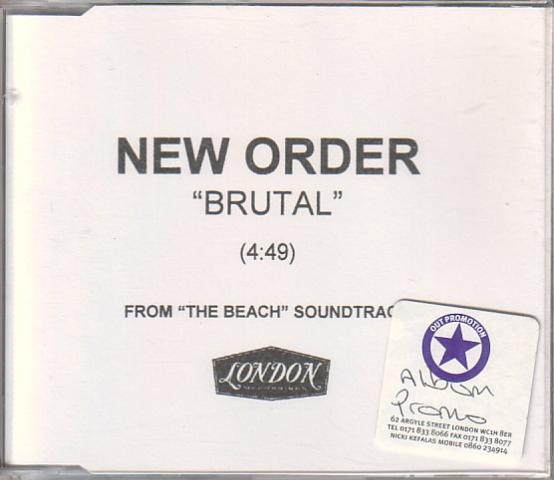 NEW ORDER
“BRUTAL”
(4:49)
FROM “THE BEACH” SOUNDTRAC
LONDON
OUT PROMOTION
ALBUM
Promo
62 ARGYLE STREET LONDON WC1H 8ER
TEL 0171 833 8066 FAX 0171 833 8077
NICKI KEFALAS MOBILE 0860 234914